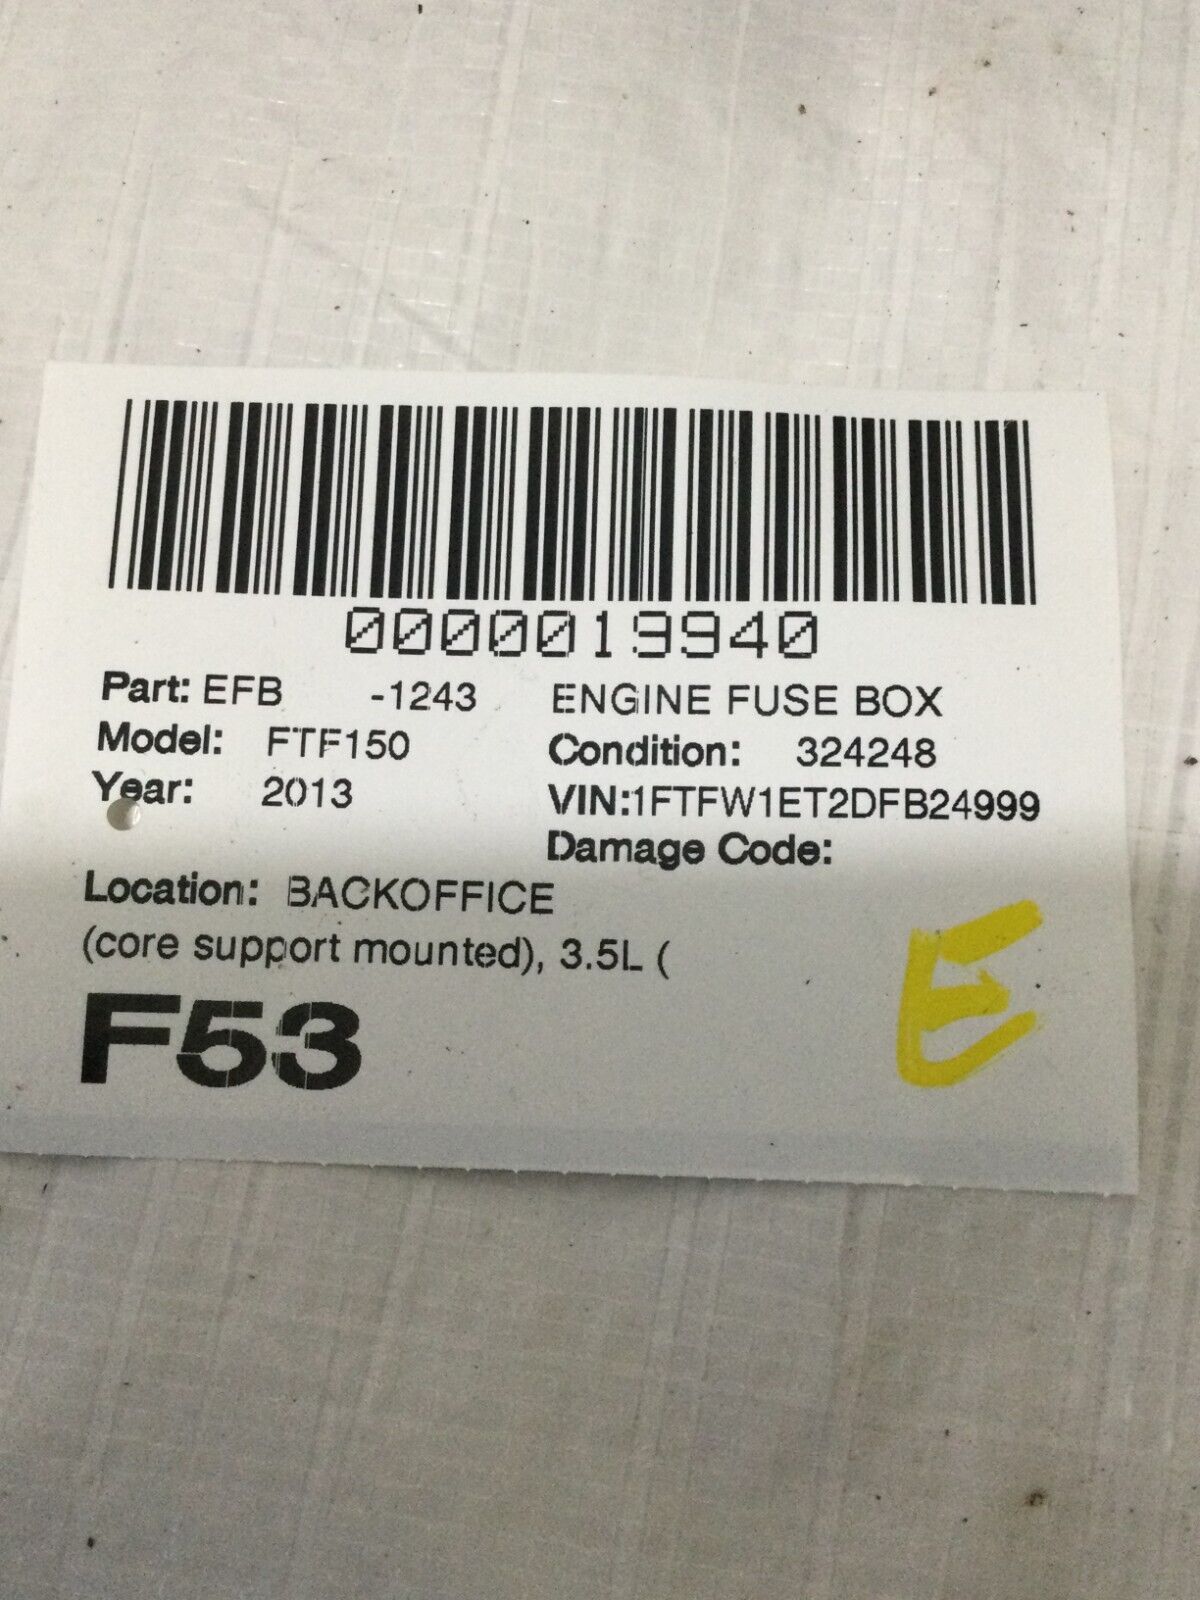 0000019940
Part: EFB -1243 ENGINE FUSE BOX
Model: FTF150 Condition: 324248
Year: 2013 VIN:1FTFW1ET2DFB24999
Damage Code:
Location: BACKOFFICE
(core support mounted), 3.5L (
F53
E